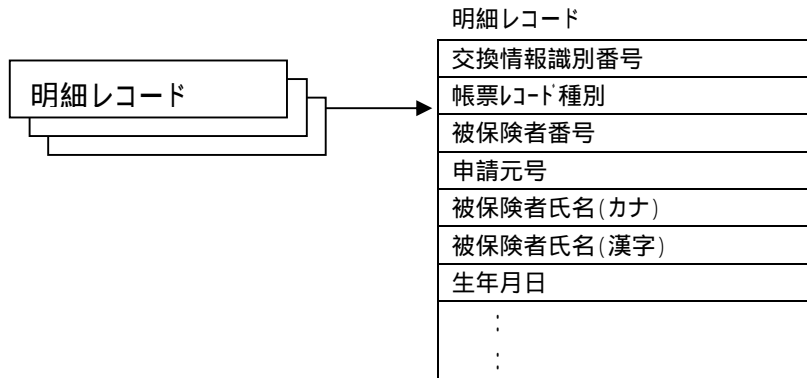 明細レコード
明細レコード
交換情報識別番号
帳票ﾚｺｰﾄﾞ種別
被保険者番号
申請元号
被保険者氏名(カナ)
被保険者氏名(漢字)
生年月日
:
: